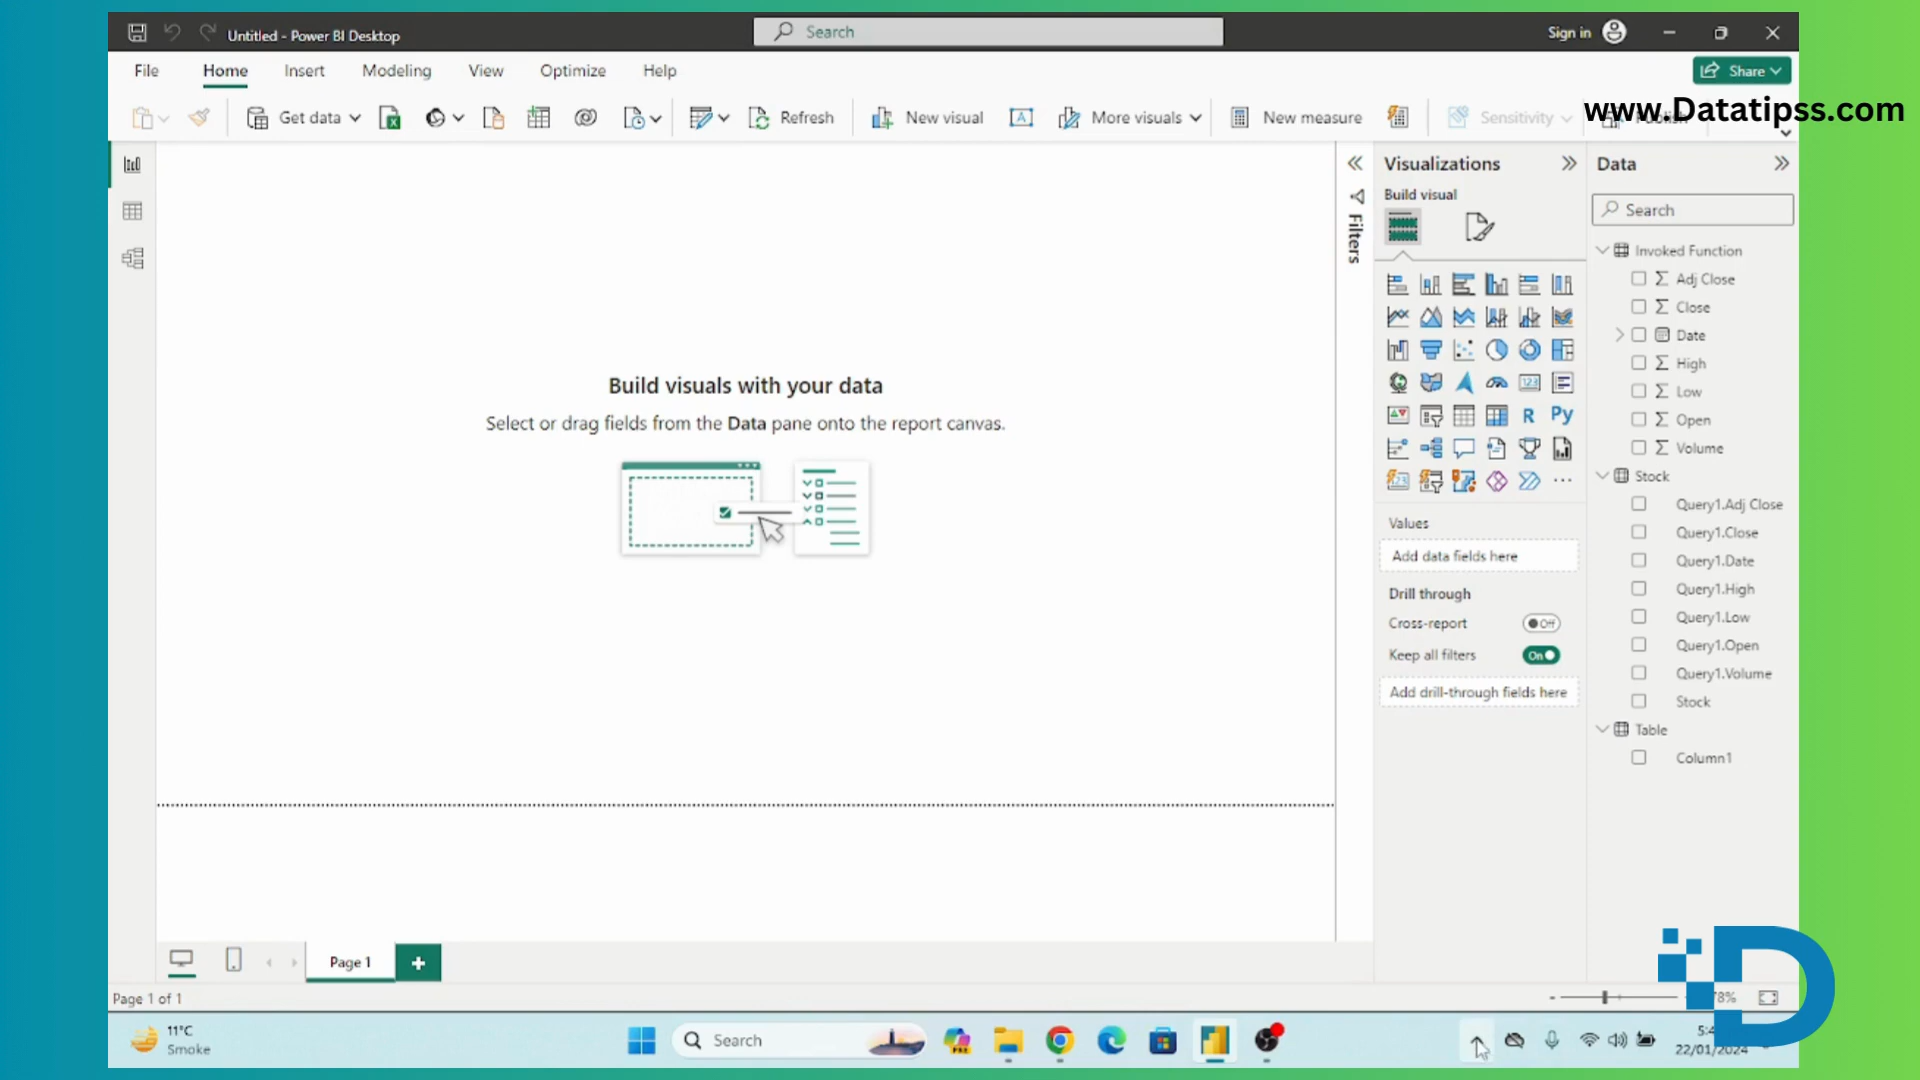 Untitled - Power BI Desktop
Search
Sign in
File
Home
Insert
Modeling
View
Optimize
Help
Share
www.Datatipss.com
Get data
Refresh
New visual
More visuals
New measure
Sensitivity
Visualizations
Build visual
Filters
Data
Search
Invoked Function
Adj Close
Close
Date
High
Low
Open
Volume
Stock
Query1.Adj Close
Query1.Close
Query1.Date
Query1.High
Query1.Low
Query1.Open
Query1.Volume
Stock
Table
Column1
R
Py
123
Build visuals with your data
Select or drag fields from the Data pane onto the report canvas.
Values
Add data fields here
Drill through
Cross-report
Off
Keep all filters
On
Add drill-through fields here
Page 1
Page 1 of 1
11°C
Smoke
Search
22/01/2024
D